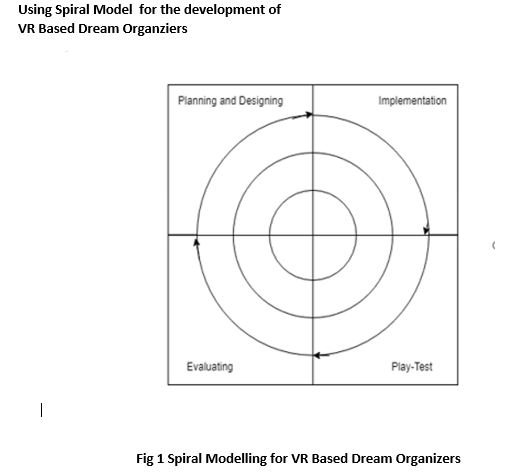 Using Spiral Model for the development of
VR Based Dream Organziers
Planning and Designing
Implementation
Evaluating
Play-Test
Fig 1 Spiral Modelling for VR Based Dream Organizers